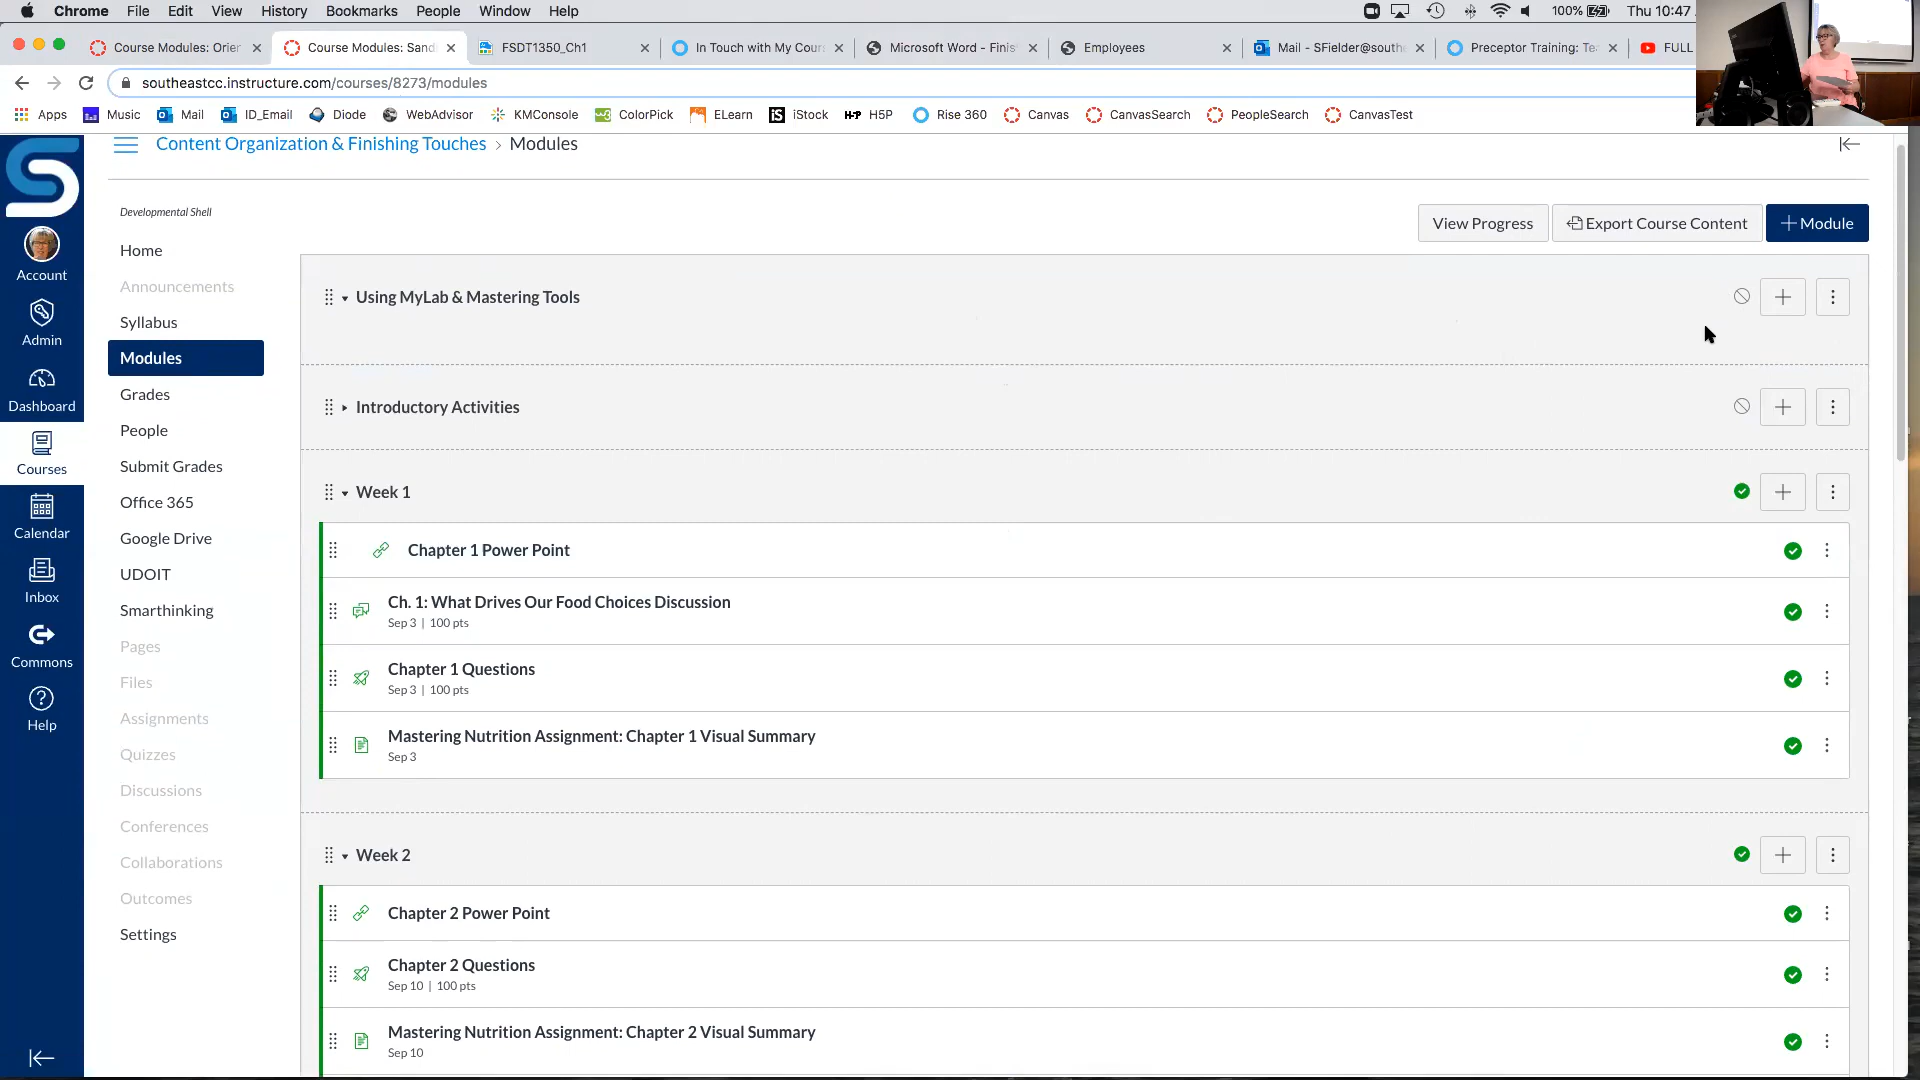 Chrome File Edit View History Bookmarks People Window Help 100% Thu 10:47
Course Modules: Orien Course Modules: Sand FSDT1350_Ch1 In Touch with My Cour Microsoft Word - Finis Employees Mail - SFielder@southe Preceptor Training: Te FULL
southeastcc.instructure.com/courses/8273/modules
Apps Music Mail ID_Email Diode WebAdvisor KMConsole ColorPick ELearn iStock H5P Rise 360 Canvas CanvasSearch PeopleSearch CanvasTest
Content Organization & Finishing Touches > Modules
Developmental Shell
View Progress Export Course Content + Module
Account
Admin
Dashboard
Courses
Calendar
Inbox
Commons
Help
Home
Announcements
Syllabus
Modules
Grades
People
Submit Grades
Office 365
Google Drive
UDOIT
Smarthinking
Pages
Files
Assignments
Quizzes
Discussions
Conferences
Collaborations
Outcomes
Settings
Using MyLab & Mastering Tools
Introductory Activities
Week 1
Chapter 1 Power Point
Ch. 1: What Drives Our Food Choices Discussion
Sep 3 | 100 pts
Chapter 1 Questions
Sep 3 | 100 pts
Mastering Nutrition Assignment: Chapter 1 Visual Summary
Sep 3
Week 2
Chapter 2 Power Point
Chapter 2 Questions
Sep 10 | 100 pts
Mastering Nutrition Assignment: Chapter 2 Visual Summary
Sep 10